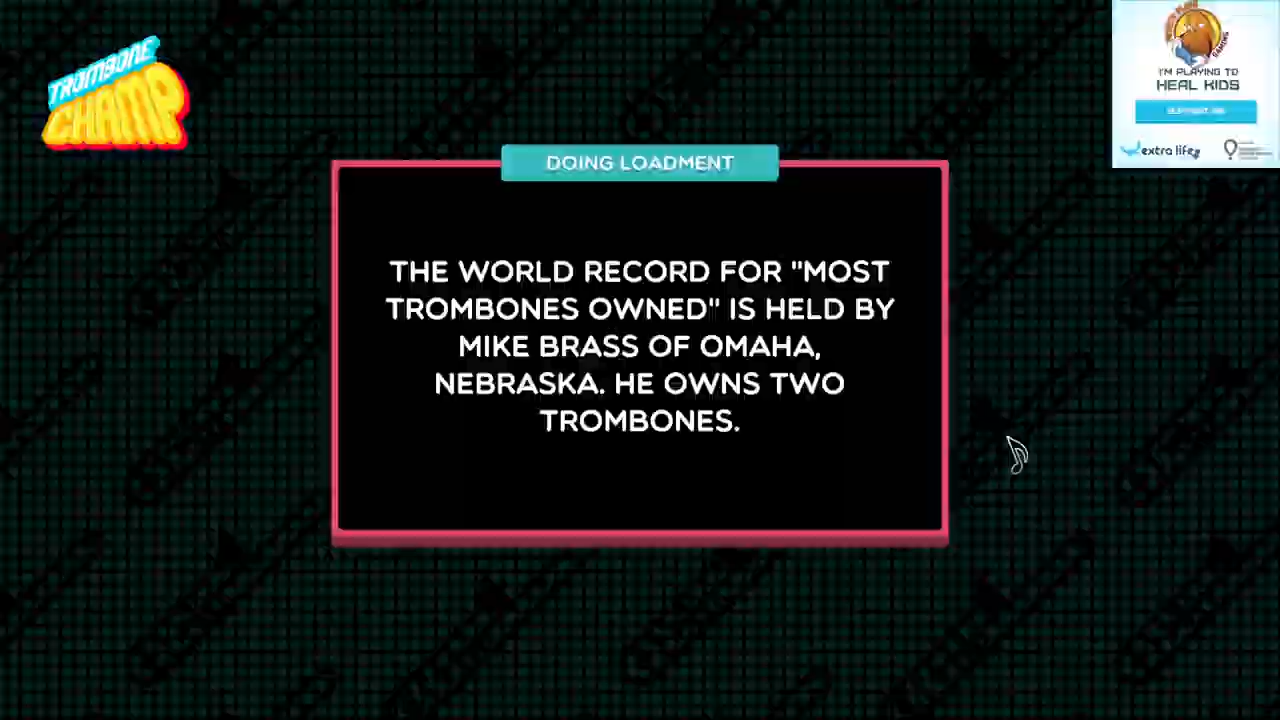 TROMBONE
CHAMP
I'M PLAYING TO
HEAL KIDS
extra life
DOING LOADMENT
THE WORLD RECORD FOR "MOST
TROMBONES OWNED" IS HELD BY
MIKE BRASS OF OMAHA,
NEBRASKA. HE OWNS TWO
TROMBONES.